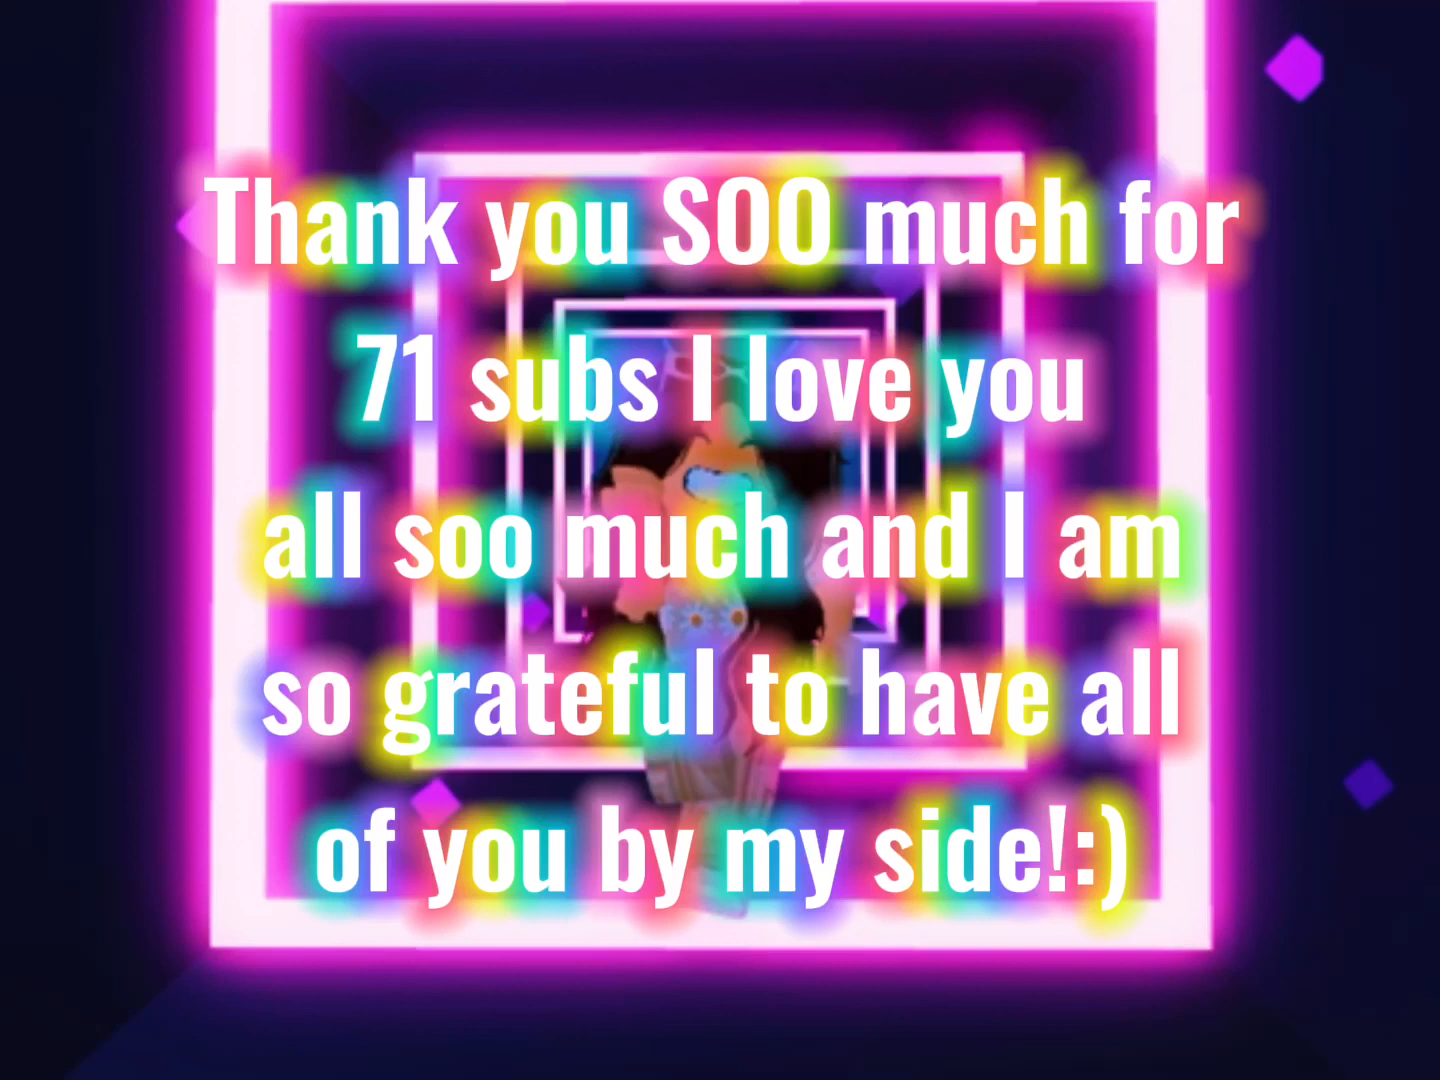 Thank you SOO much for
71 subs I love you
all soo much and I am
so grateful to have all
of you by my side!:)